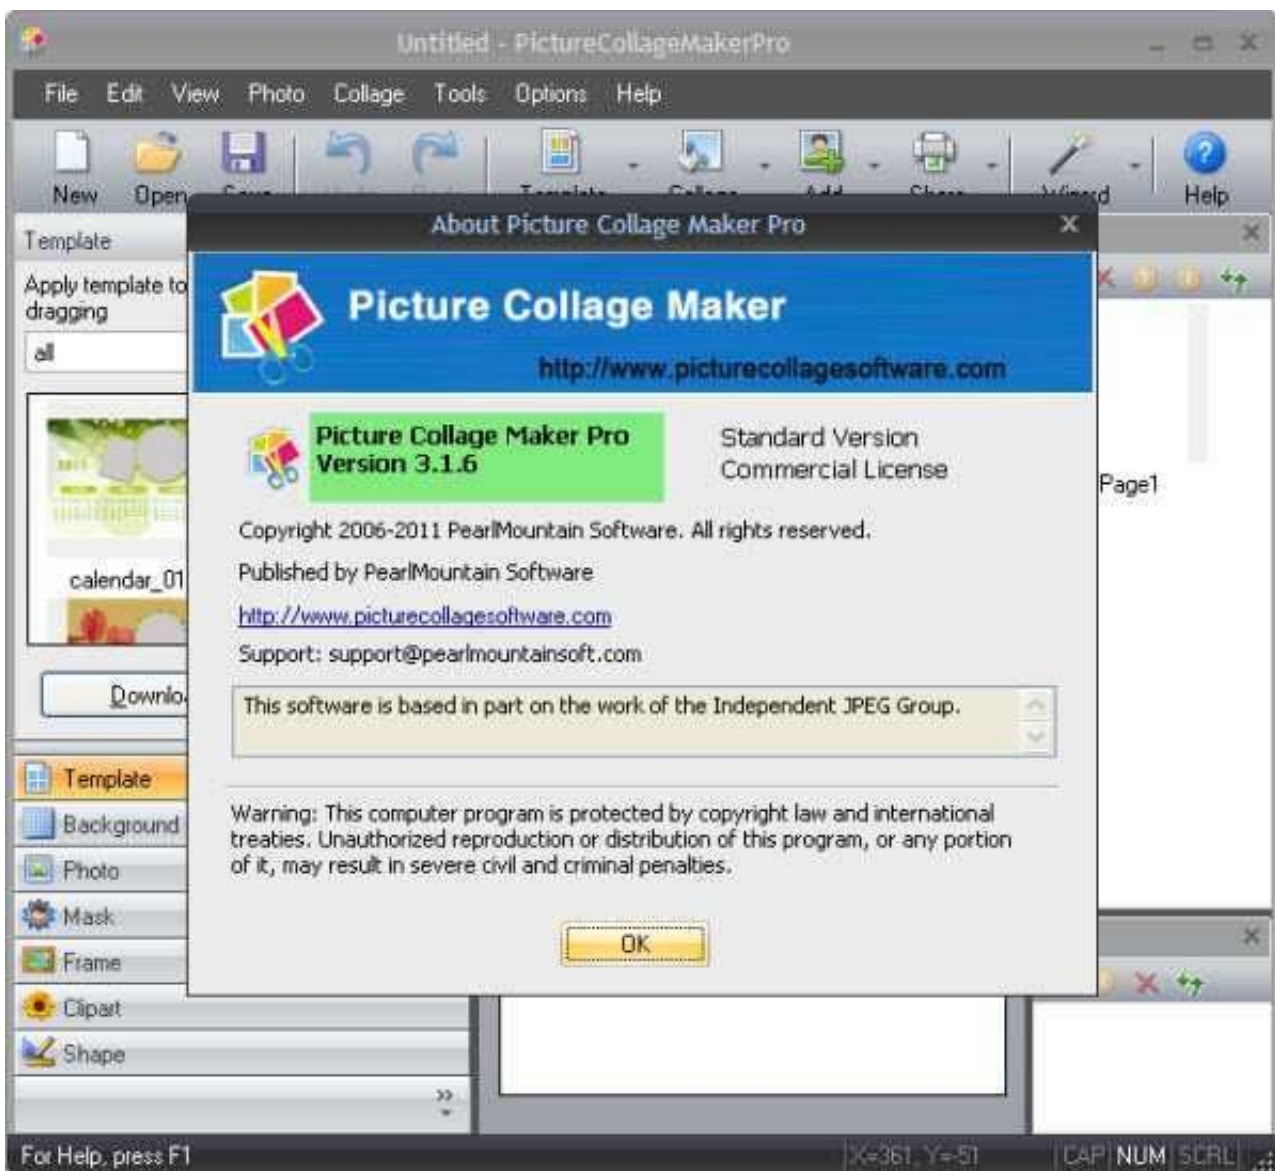 Untitled - PictureCollageMakerPro
File Edit View Photo Collage Tools Options Help
New Open Help
Template
Apply template to
dragging
all
calendar_01
Page1
About Picture Collage Maker Pro
Picture Collage Maker
http://www.picturecollagesoftware.com
Picture Collage Maker Pro
Version 3.1.6
Standard Version
Commercial License
Copyright 2006-2011 PearlMountain Software. All rights reserved.
Published by PearlMountain Software
http://www.picturecollagesoftware.com
Support: support@pearlmountainsoft.com
This software is based in part on the work of the Independent JPEG Group.
Warning: This computer program is protected by copyright law and international
treaties. Unauthorized reproduction or distribution of this program, or any portion
of it, may result in severe civil and criminal penalties.
OK
Template
Background
Photo
Mask
Frame
Clipart
Shape
For Help, press F1 X=361, Y=-51 CAP NUM SCRL